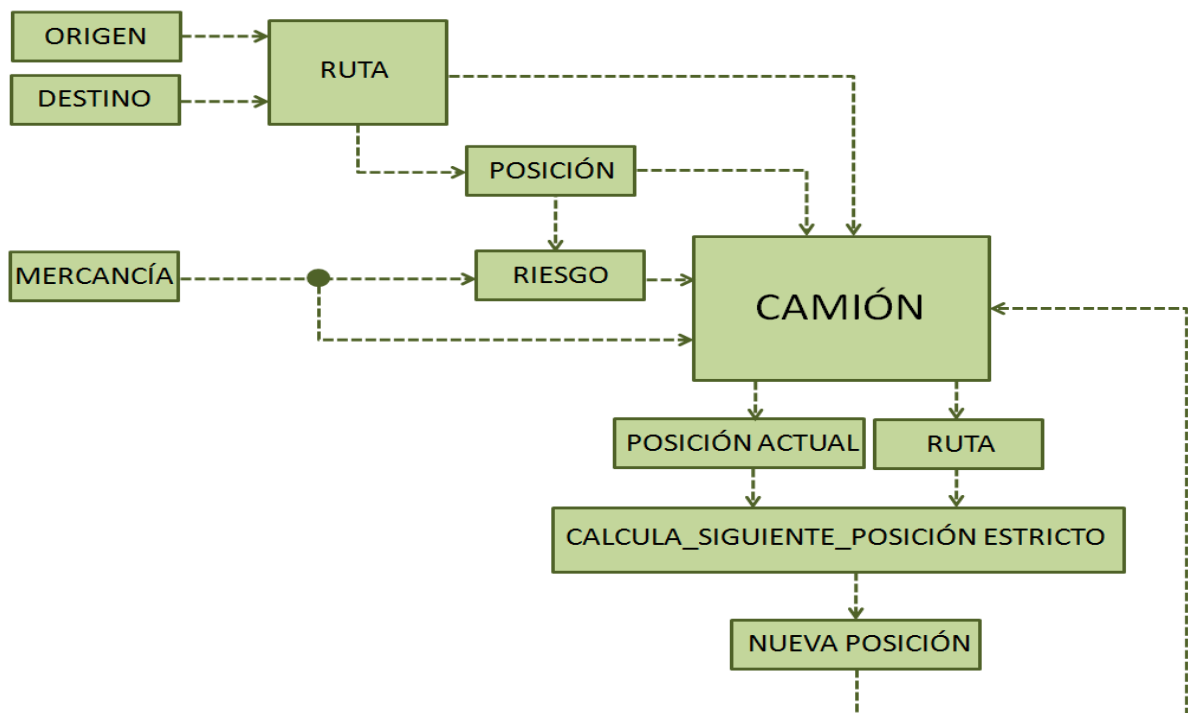 ORIGEN
RUTA
DESTINO
POSICIÓN
MERCANCÍA
RIESGO
CAMIÓN
POSICIÓN ACTUAL
RUTA
CALCULA_SIGUIENTE_POSICIÓN ESTRICTO
NUEVA POSICIÓN